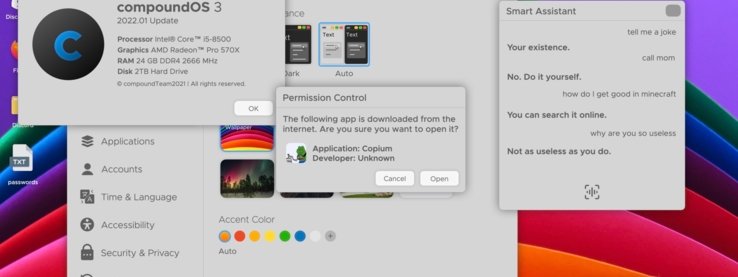 compoundOS 3
2022.01 Update
Processor Intel® Core™ i5-8500
Graphics AMD Radeon™ Pro 570X
RAM 24 GB DDR4 2666 MHz
Disk 2TB Hard Drive
© compoundTeam2021 | All rights reserved.
OK
ance
Text
Text
Text
Dark
Auto
Permission Control
The following app is downloaded from the
internet. Are you sure you want to open it?
Application: Copium
Developer: Unknown
Cancel
Open
Wallpaper
Applications
Accounts
Time & Language
Accessibility
Security & Privacy
Accent Color
Auto
Smart Assistant
tell me a joke
Your existence.
call mom
No. Do it yourself.
how do I get good in minecraft
You can search it online.
why are you so useless
Not as useless as you do.
Disc
Discord
TXT
passwords